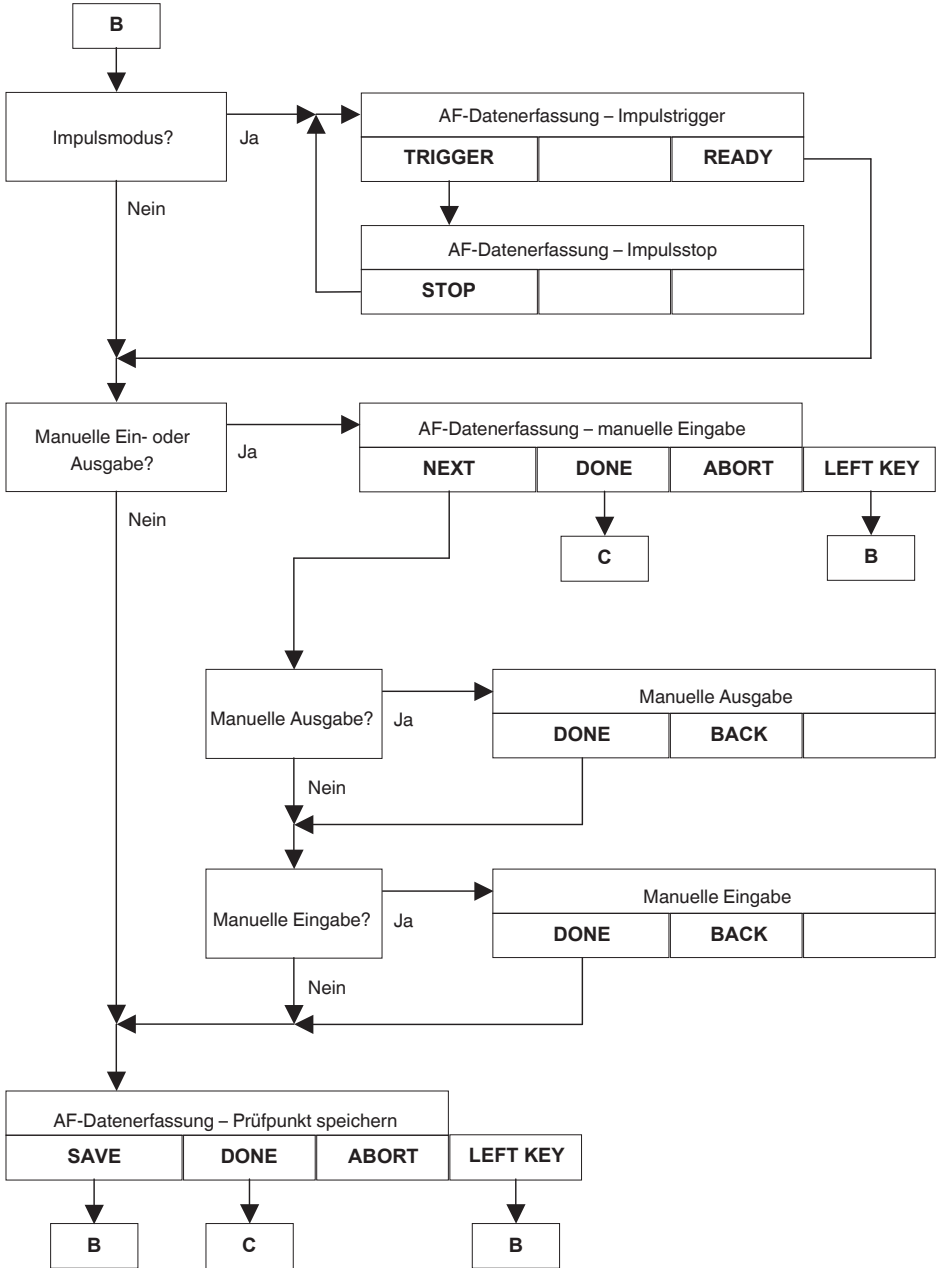 B
Impulsmodus?
Ja
AF-Datenerfassung – Impulstrigger
TRIGGER READY
Nein
AF-Datenerfassung – Impulsstop
STOP
Manuelle Ein- oder
Ausgabe?
Ja
AF-Datenerfassung – manuelle Eingabe
NEXT DONE ABORT LEFT KEY
Nein
C B
Manuelle Ausgabe?
Ja
Manuelle Ausgabe
DONE BACK
Nein
Manuelle Eingabe?
Ja
Manuelle Eingabe
DONE BACK
Nein
AF-Datenerfassung – Prüfpunkt speichern
SAVE DONE ABORT LEFT KEY
B C B